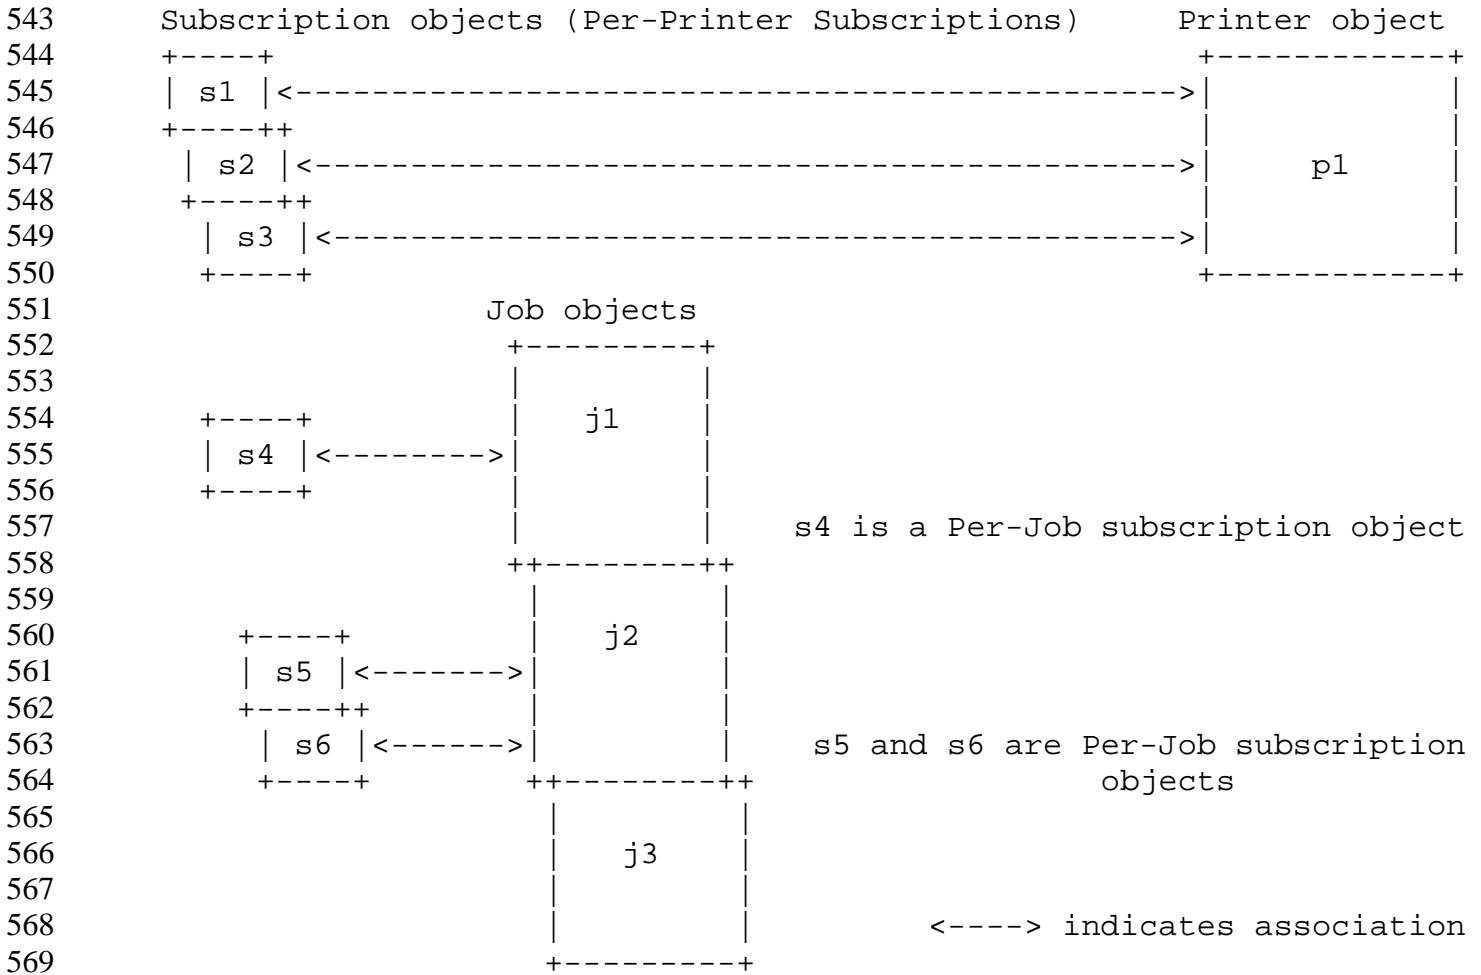 543      Subscription objects (Per-Printer Subscriptions)     Printer object
544      +----+                                                 +------------+
545      | s1 |<---------------------------------------------->|            |
546      +----++                                                |            |
547       | s2 |<--------------------------------------------->|     p1     |
548       +----++                                               |            |
549        | s3 |<-------------------------------------------->|            |
550        +----+                                               +------------+
551                       Job objects
552                        +---------+
553                        |         |
554        +----+          |   j1    |
555        | s4 |<-------->|         |
556        +----+          |         |
557                        |         |    s4 is a Per-Job subscription object
558                        ++--------++
559                         |         |
560          +----+         |   j2    |
561          | s5 |<------->|         |
562          +----++        |         |
563           | s6 |<------>|         |    s5 and s6 are Per-Job subscription
564           +----+        ++--------++                  objects
565                          |         |
566                          |   j3    |
567                          |         |
568                          |         |         <----> indicates association
569                          +---------+